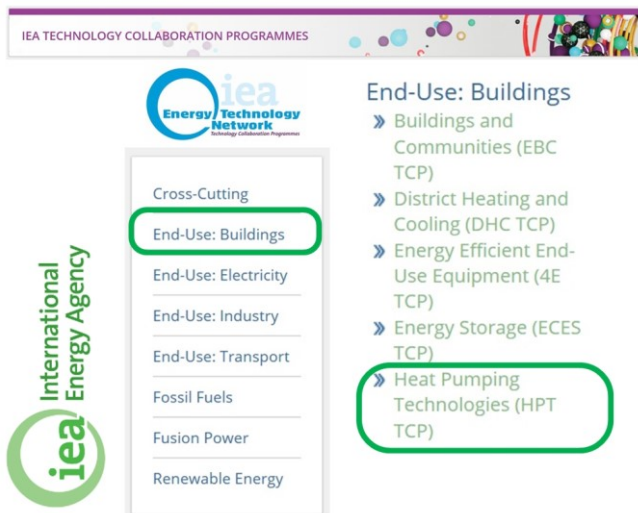 IEA TECHNOLOGY COLLABORATION PROGRAMMES
iea
Energy Technology
Network
Technology Collaboration Programmes
Cross-Cutting
End-Use: Buildings
End-Use: Electricity
End-Use: Industry
End-Use: Transport
Fossil Fuels
Fusion Power
Renewable Energy
International
Energy Agency
iea
End-Use: Buildings
» Buildings and
Communities (EBC
TCP)
» District Heating and
Cooling (DHC TCP)
» Energy Efficient End-
Use Equipment (4E
TCP)
» Energy Storage (ECES
TCP)
» Heat Pumping
Technologies (HPT
TCP)